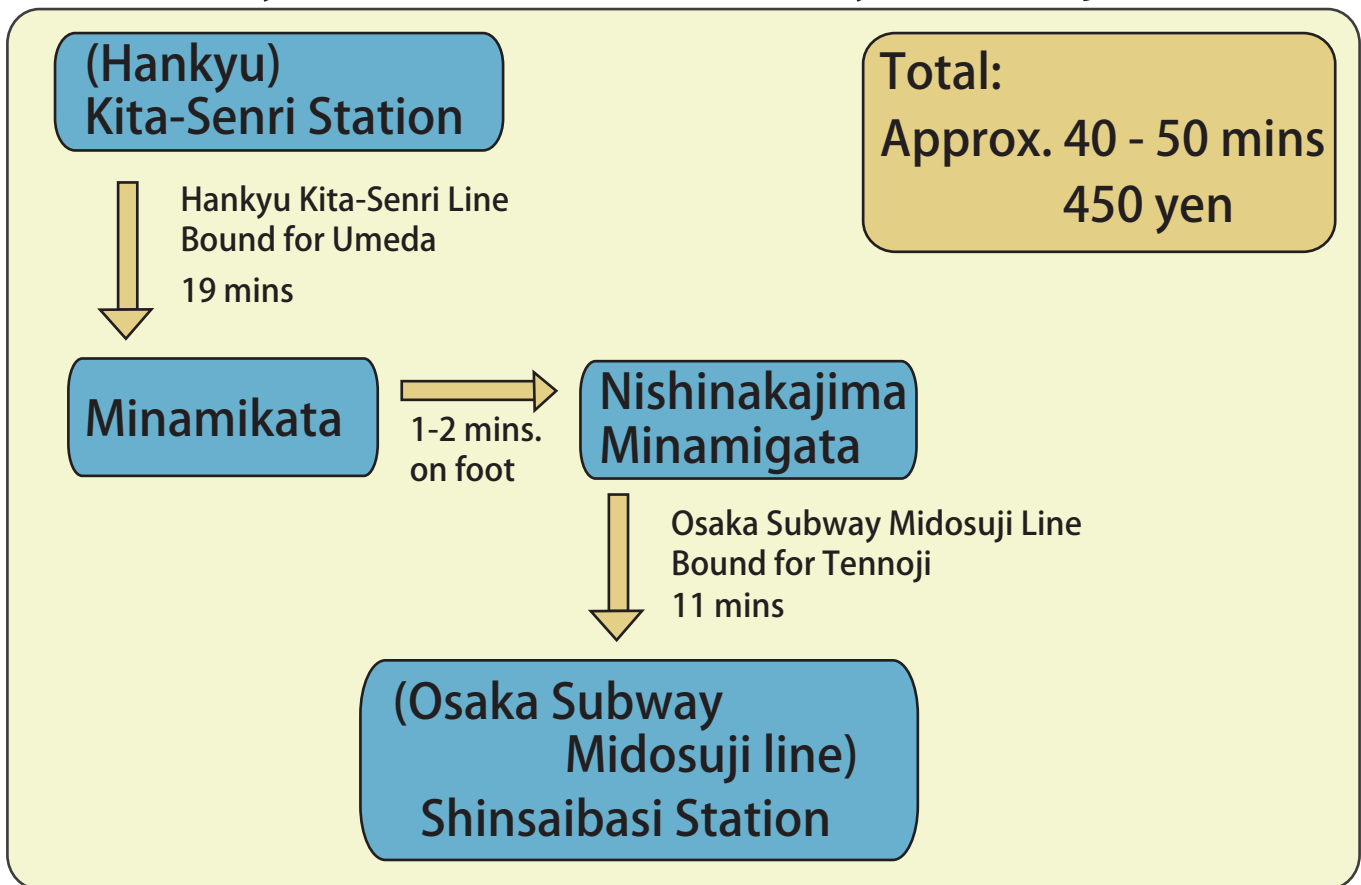 (Hankyu)
Kita-Senri Station
Total:
Approx. 40 - 50 mins
450 yen
Hankyu Kita-Senri Line
Bound for Umeda
19 mins
Minamikata
1-2 mins.
on foot
Nishinakajima
Minamigata
Osaka Subway Midosuji Line
Bound for Tennoji
11 mins
(Osaka Subway
Midosuji line)
Shinsaibasi Station